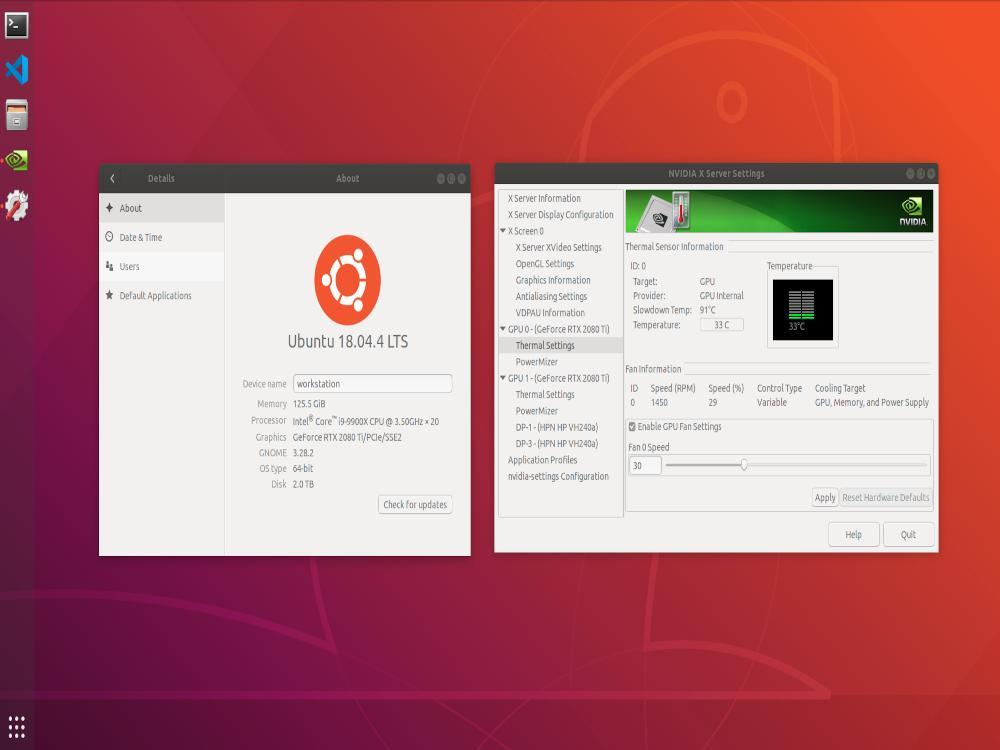 Details
About
About
Date & Time
Users
Default Applications
Ubuntu 18.04.4 LTS
Device name workstation
Memory 125.5 GiB
Processor Intel® Core™ i9-9900X CPU @ 3.50GHz × 20
Graphics GeForce RTX 2080 Ti/PCIe/SSE2
GNOME 3.28.2
OS type 64-bit
Disk 2.0 TB
Check for updates
NVIDIA X Server Settings
X Server Information
X Server Display Configuration
X Screen 0
X Server XVideo Settings
OpenGL Settings
Graphics Information
Antialiasing Settings
VDPAU Information
GPU 0 - (GeForce RTX 2080 Ti)
Thermal Settings
PowerMizer
GPU 1 - (GeForce RTX 2080 Ti)
Thermal Settings
PowerMizer
DP-1 - (HPN HP VH240a)
DP-3 - (HPN HP VH240a)
Application Profiles
nvidia-settings Configuration
NVIDIA
Thermal Sensor Information
ID: 0
Target: GPU
Provider: GPU Internal
Slowdown Temp: 91°C
Temperature: 33 C
Temperature
33°C
Fan Information
ID Speed (RPM) Speed (%) Control Type Cooling Target
0 1450 29 Variable GPU, Memory, and Power Supply
Enable GPU Fan Settings
Fan 0 Speed
30
Apply Reset Hardware Defaults
Help Quit